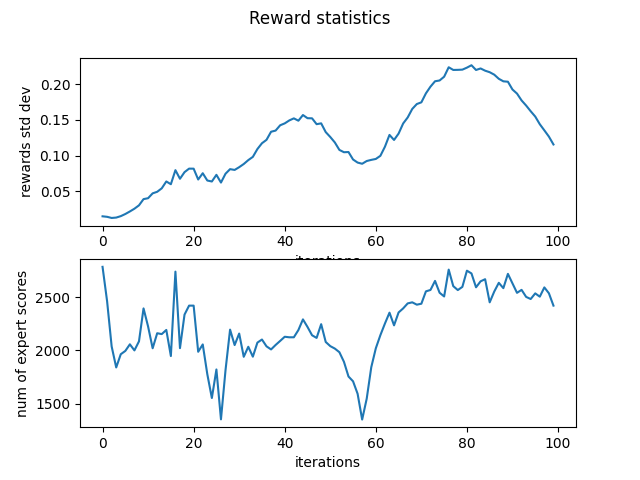 Reward statistics
rewards std dev
0.20
0.15
0.10
0.05
0 20 40 60 80 100
iterations
num of expert scores
2500
2000
1500
0 20 40 60 80 100
iterations